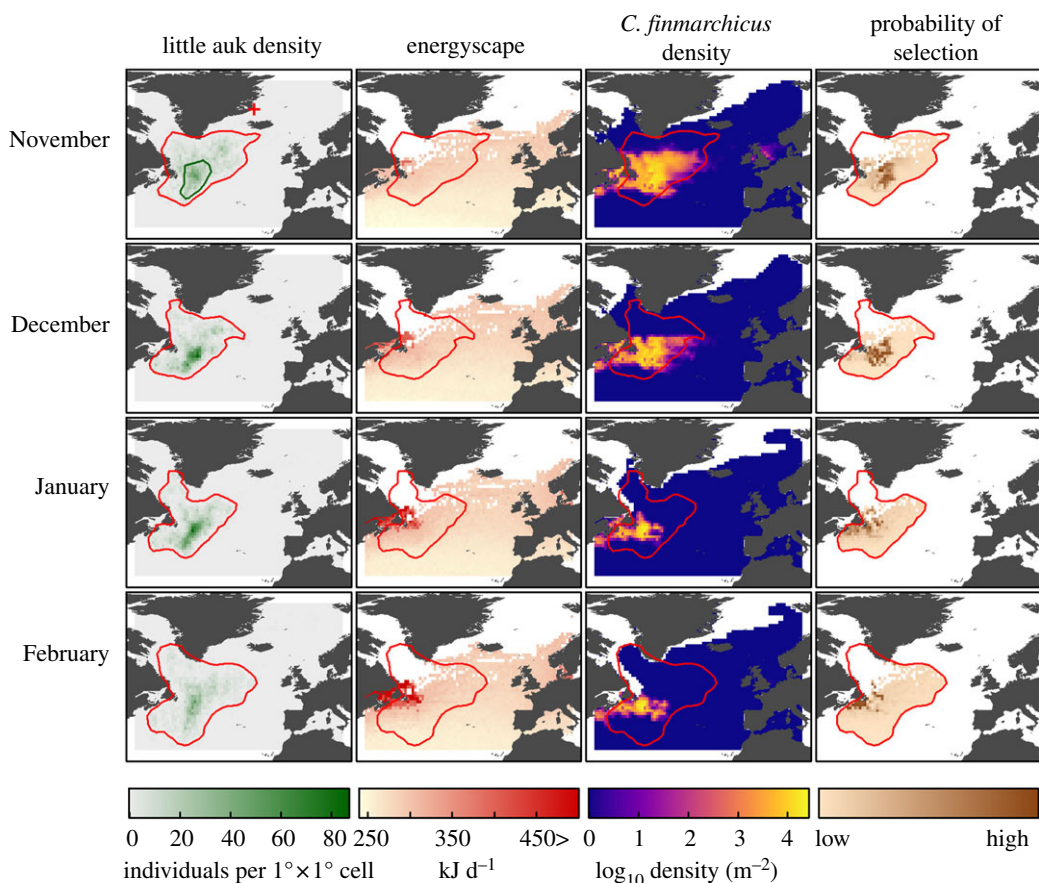 little auk density
energyscape
C. finmarchicus
density
probability of
selection
November
December
January
February
0 20 40 60 80
individuals per 1°×1° cell
250 350 450>
kJ d⁻¹
0 1 2 3 4
log₁₀ density (m⁻²)
low high